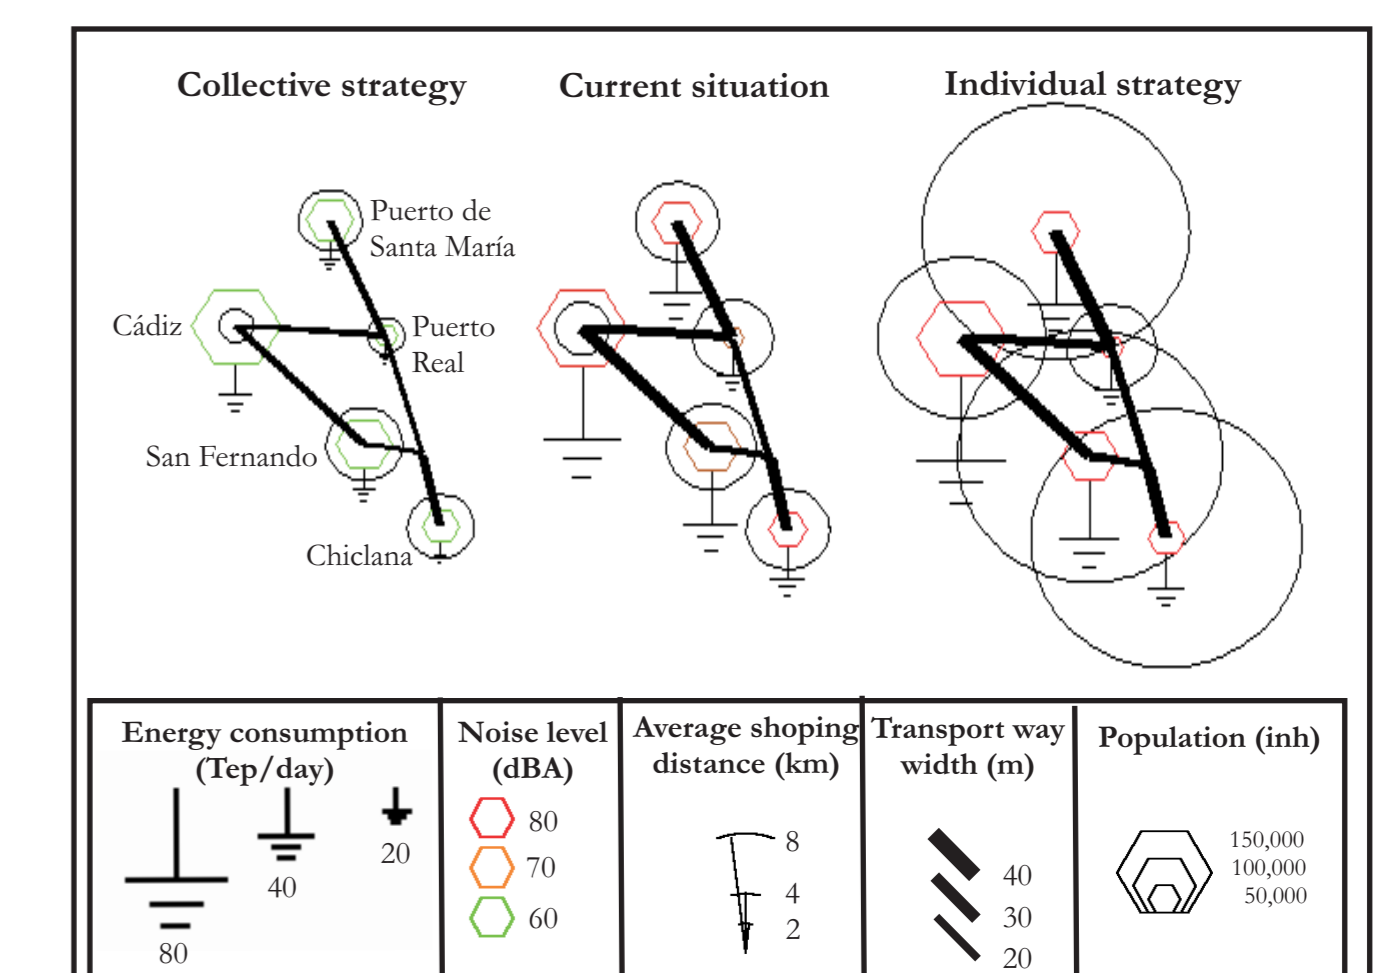 Collective strategy
Current situation
Individual strategy
Puerto de
Santa María
Cádiz
Puerto
Real
San Fernando
Chiclana
Energy consumption
(Tep/day)
80
40
20
Noise level
(dBA)
80
70
60
Average shoping
distance (km)
8
4
2
Transport way
width (m)
40
30
20
Population (inh)
150,000
100,000
50,000